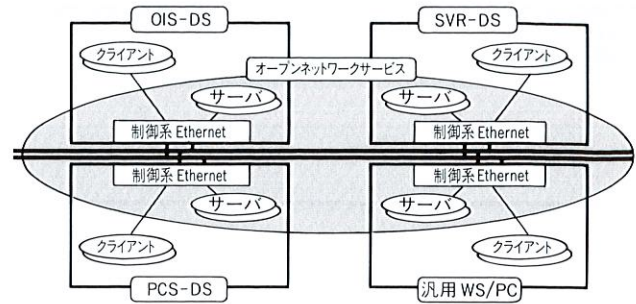 OIS-DS
SVR-DS
クライアント
オープンネットワークサービス
クライアント
サーバ
サーバ
制御系 Ethernet
制御系 Ethernet
制御系 Ethernet
制御系 Ethernet
サーバ
サーバ
クライアント
クライアント
PCS-DS
汎用 WS/PC